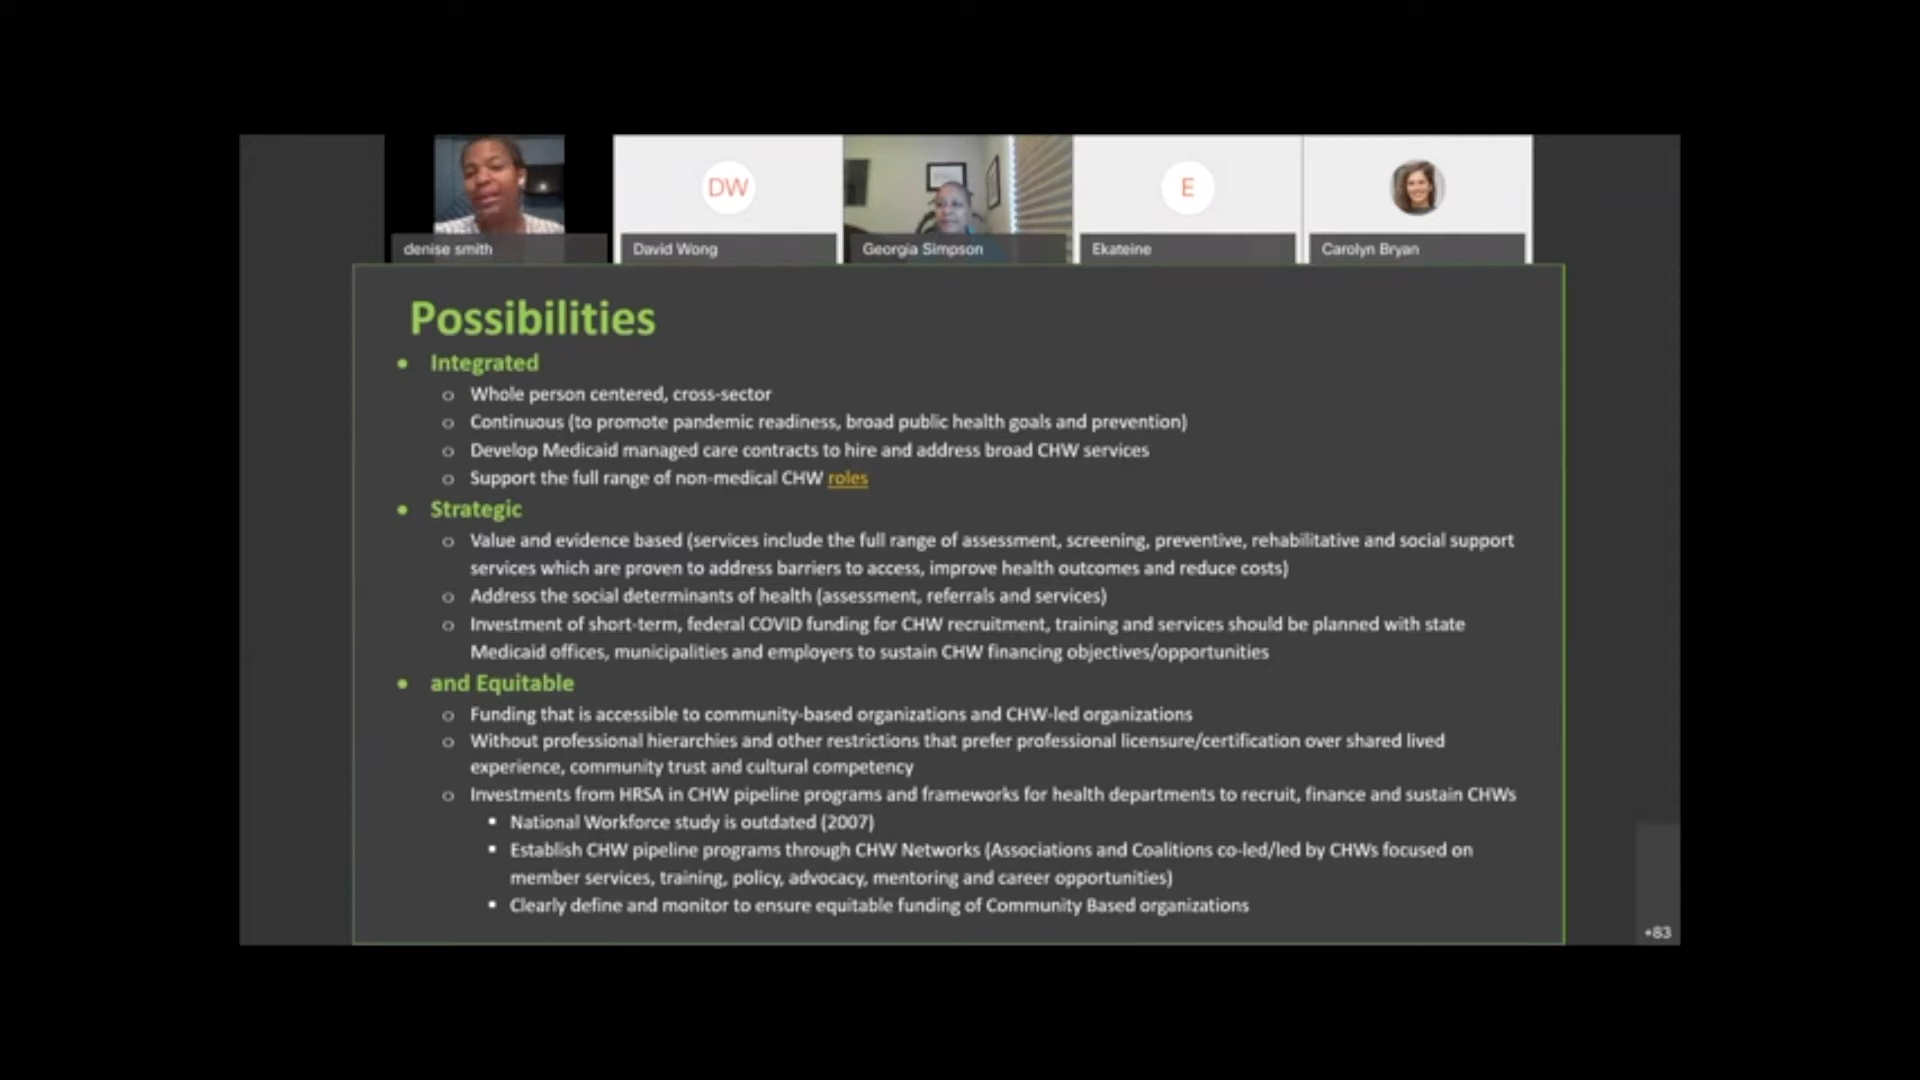 denise smith
DW
David Wong
Georgia Simpson
E
Ekateine
Carolyn Bryan
Possibilities
• Integrated
o Whole person centered, cross-sector
o Continuous (to promote pandemic readiness, broad public health goals and prevention)
o Develop Medicaid managed care contracts to hire and address broad CHW services
o Support the full range of non-medical CHW roles
• Strategic
o Value and evidence based (services include the full range of assessment, screening, preventive, rehabilitative and social support
services which are proven to address barriers to access, improve health outcomes and reduce costs)
o Address the social determinants of health (assessment, referrals and services)
o Investment of short-term, federal COVID funding for CHW recruitment, training and services should be planned with state
Medicaid offices, municipalities and employers to sustain CHW financing objectives/opportunities
• and Equitable
o Funding that is accessible to community-based organizations and CHW-led organizations
o Without professional hierarchies and other restrictions that prefer professional licensure/certification over shared lived
experience, community trust and cultural competency
o Investments from HRSA in CHW pipeline programs and frameworks for health departments to recruit, finance and sustain CHWs
▪ National Workforce study is outdated (2007)
▪ Establish CHW pipeline programs through CHW Networks (Associations and Coalitions co-led/led by CHWs focused on
member services, training, policy, advocacy, mentoring and career opportunities)
▪ Clearly define and monitor to ensure equitable funding of Community Based organizations
+83